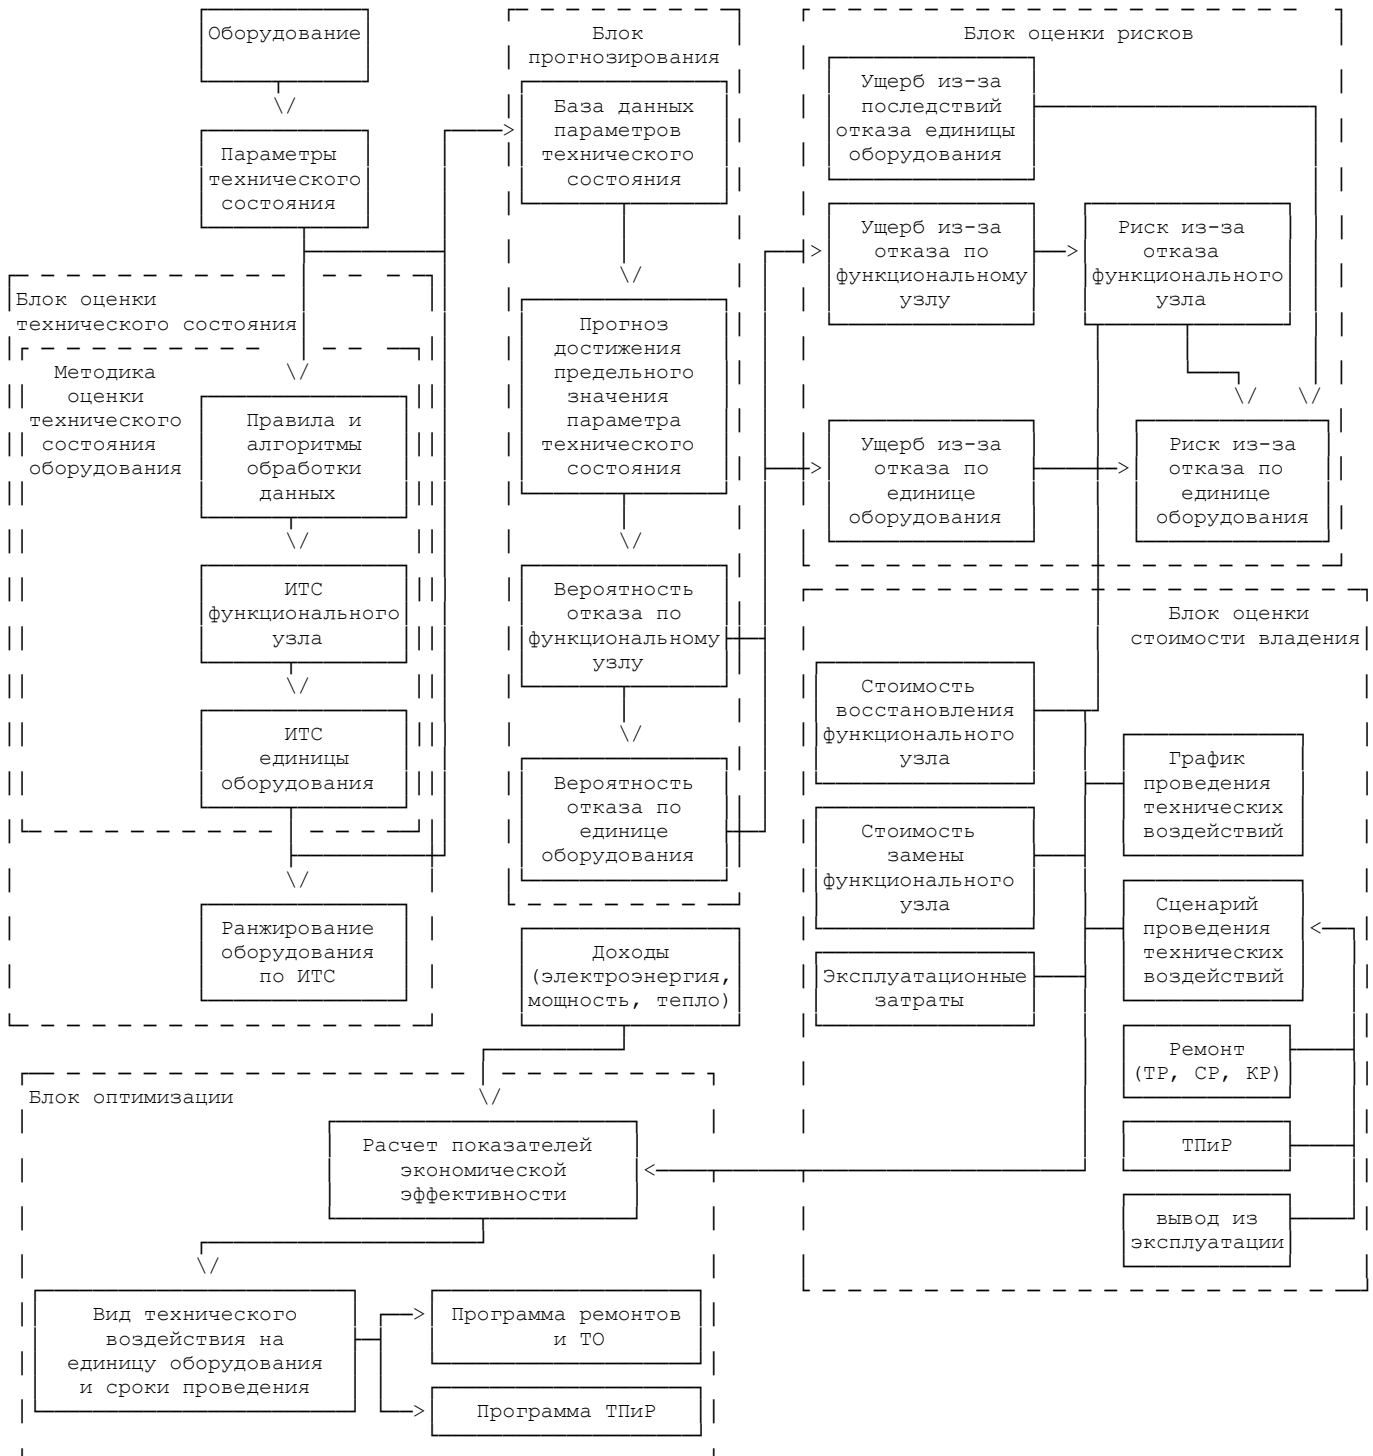 Оборудование
Параметры
технического
состояния
Блок оценки
технического состояния
Методика
оценки
технического
состояния
оборудования
Правила и
алгоритмы
обработки
данных
ИТС
функционального
узла
ИТС
единицы
оборудования
Ранжирование
оборудования
по ИТС
Блок
прогнозирования
База данных
параметров
технического
состояния
Прогноз
достижения
предельного
значения
параметра
технического
состояния
Вероятность
отказа по
функциональному
узлу
Вероятность
отказа по
единице
оборудования
Доходы
(электроэнергия,
мощность, тепло)
Блок оценки рисков
Ущерб из-за
последствий
отказа единицы
оборудования
Ущерб из-за
отказа по
функциональному
узлу
Риск из-за
отказа
функционального
узла
Ущерб из-за
отказа по
единице
оборудования
Риск из-за
отказа по
единице
оборудования
Блок оценки
стоимости владения
Стоимость
восстановления
функционального
узла
Стоимость
замены
функционального
узла
Эксплуатационные
затраты
График
проведения
технических
воздействий
Сценарий
проведения
технических
воздействий
Ремонт
(ТР, СР, КР)
ТПиР
вывод из
эксплуатации
Блок оптимизации
Расчет показателей
экономической
эффективности
Вид технического
воздействия на
единицу оборудования
и сроки проведения
Программа ремонтов
и ТО
Программа ТПиР